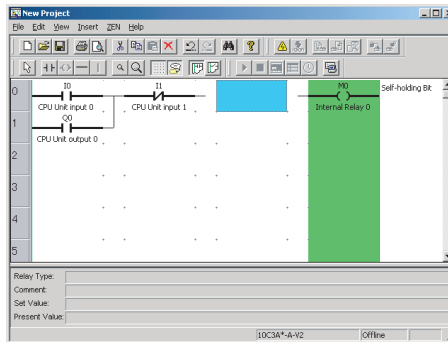 New Project
File Edit View Insert ZEN Help
0 I0 I1 M0 Self-holding Bit
CPU Unit input 0 CPU Unit input 1 Internal Relay 0
1 Q0
CPU Unit output 0
2
3
4
5
Relay Type:
Comment:
Set Value:
Present Value:
10C3A*-A-V2 Offline